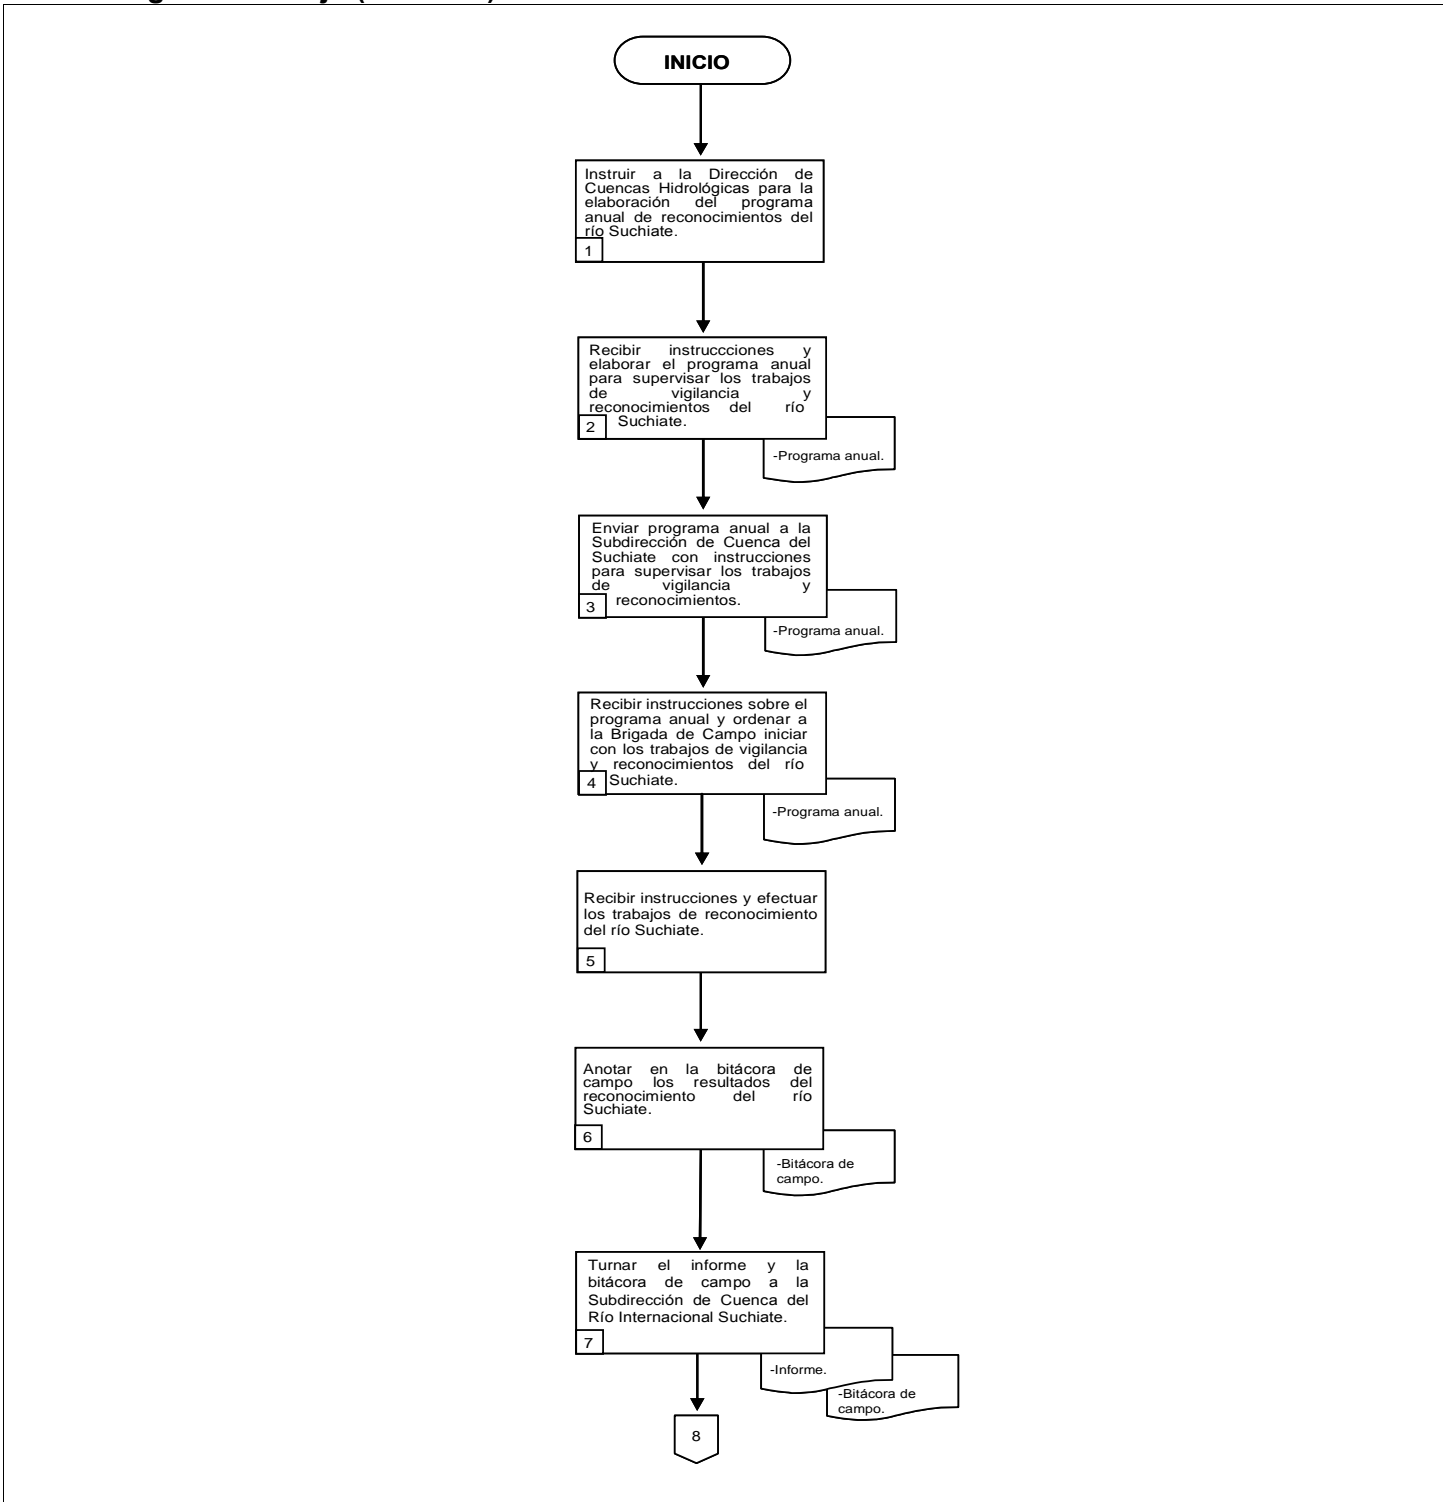 INICIO
Instruir a la Dirección de
Cuencas Hidrológicas para la
elaboración del programa
anual de reconocimientos del
río Suchiate.
1
Recibir instruccciones y
elaborar el programa anual
para supervisar los trabajos
de vigilancia y
reconocimientos del río
Suchiate.
2
-Programa anual.
Enviar programa anual a la
Subdirección de Cuenca del
Suchiate con instrucciones
para supervisar los trabajos
de vigilancia y
reconocimientos.
3
-Programa anual.
Recibir instrucciones sobre el
programa anual y ordenar a
la Brigada de Campo iniciar
con los trabajos de vigilancia
y reconocimientos del río
Suchiate.
4
-Programa anual.
Recibir instrucciones y efectuar
los trabajos de reconocimiento
del río Suchiate.
5
Anotar en la bitácora de
campo los resultados del
reconocimiento del río
Suchiate.
6
-Bitácora de
campo.
Turnar el informe y la
bitácora de campo a la
Subdirección de Cuenca del
Río Internacional Suchiate.
7
-Informe.
-Bitácora de
campo.
8